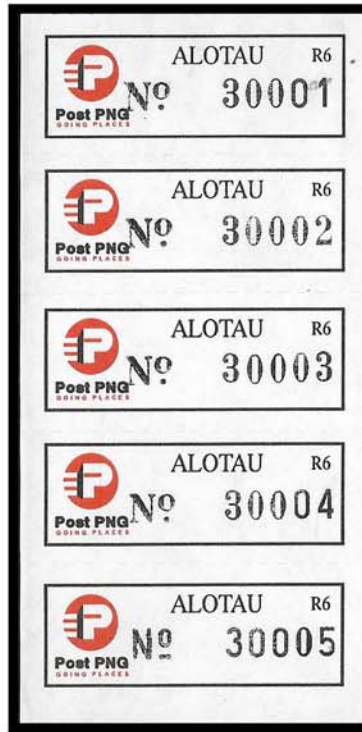 ALOTAU R6
Nº 30001
Post PNG
GOING PLACES
ALOTAU R6
Nº 30002
Post PNG
GOING PLACES
ALOTAU R6
Nº 30003
Post PNG
GOING PLACES
ALOTAU R6
Nº 30004
Post PNG
GOING PLACES
ALOTAU R6
Nº 30005
Post PNG
GOING PLACES